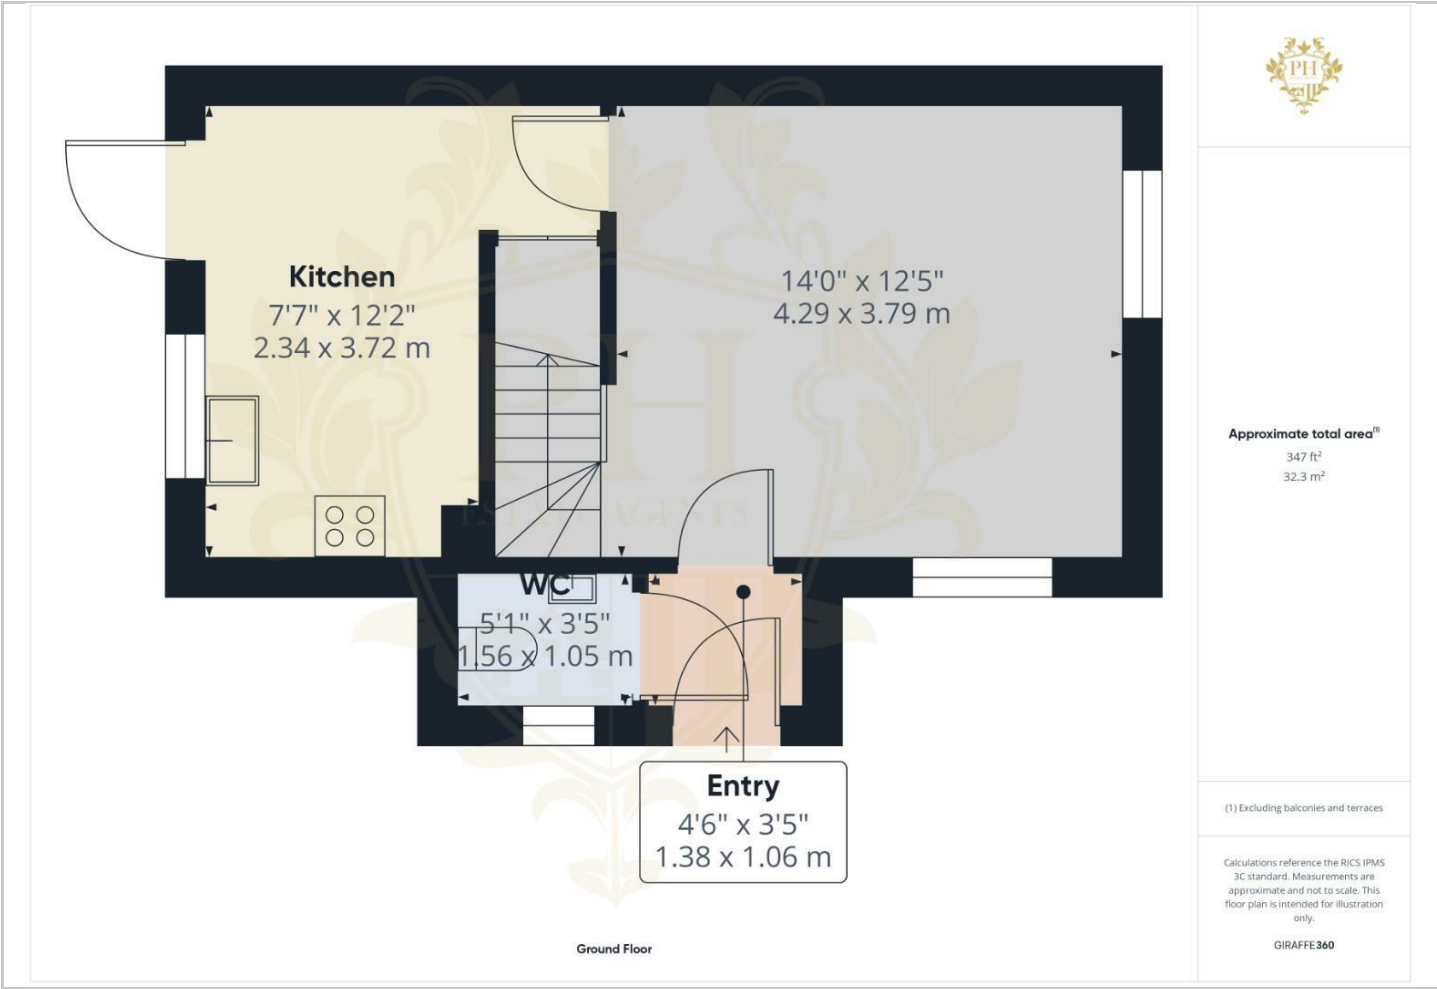 PH
Kitchen
7'7" x 12'2"
2.34 x 3.72 m
14'0" x 12'5"
4.29 x 3.79 m
PH
ESTATE AGENTS
WC
5'1" x 3'5"
1.56 x 1.05 m
Entry
4'6" x 3'5"
1.38 x 1.06 m
Ground Floor
Approximate total area⁽¹⁾
347 ft²
32.3 m²
(1) Excluding balconies and terraces
Calculations reference the RICS IPMS
3C standard. Measurements are
approximate and not to scale. This
floor plan is intended for illustration
only.
GIRAFFE360